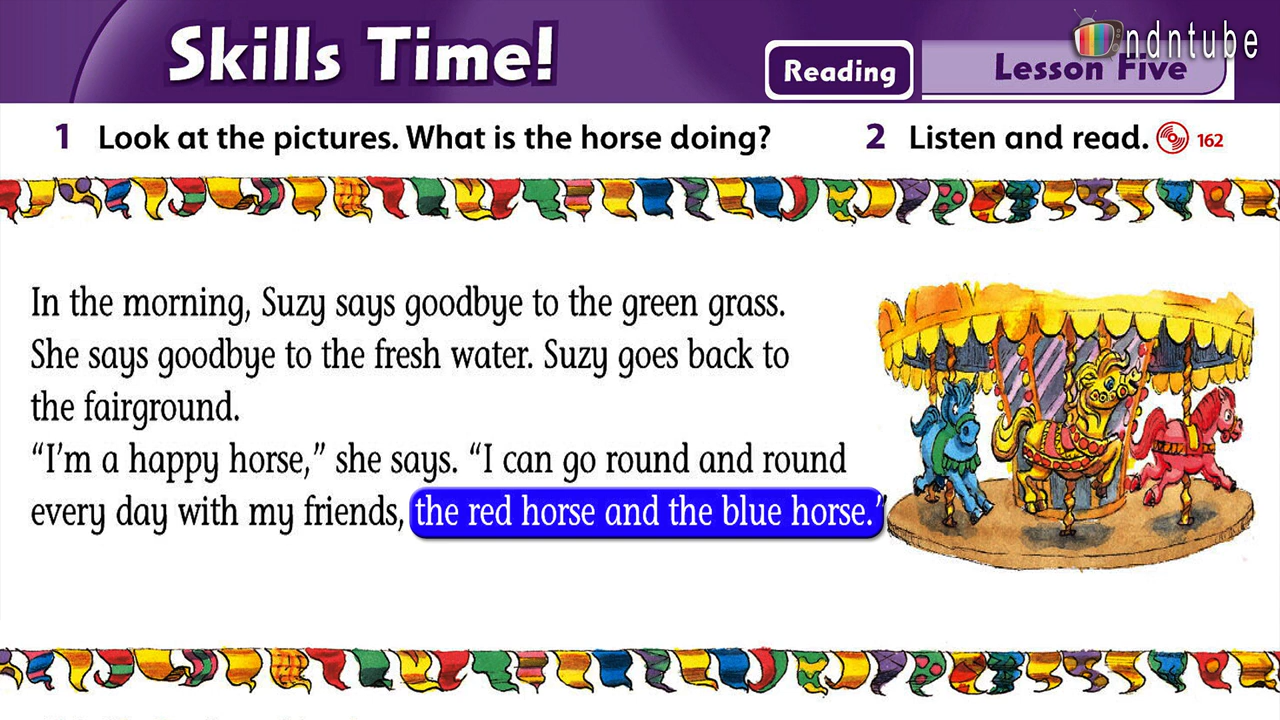 Skills Time!
Reading
Lesson Five
ndntube
1 Look at the pictures. What is the horse doing?
2 Listen and read. 162
In the morning, Suzy says goodbye to the green grass.
She says goodbye to the fresh water. Suzy goes back to
the fairground.
“I’m a happy horse,” she says. “I can go round and round
every day with my friends, the red horse and the blue horse.”